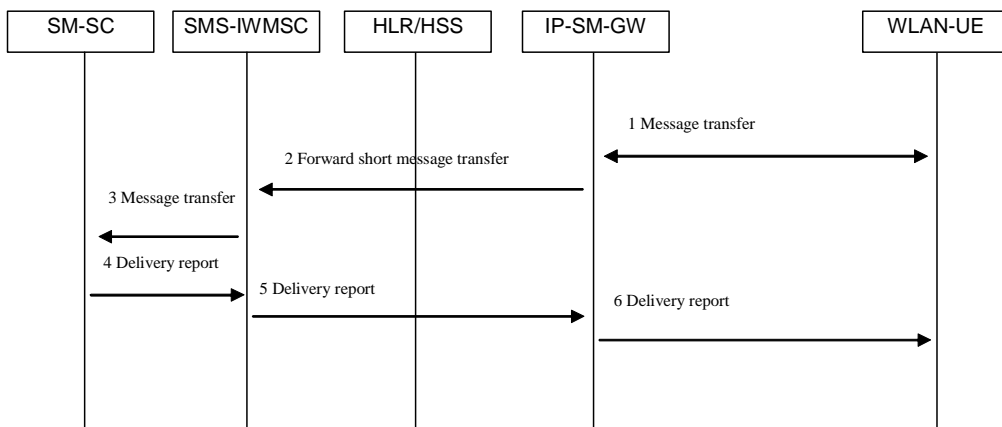 SM-SC
SMS-IWMSC
HLR/HSS
IP-SM-GW
WLAN-UE
1 Message transfer
2 Forward short message transfer
3 Message transfer
4 Delivery report
5 Delivery report
6 Delivery report